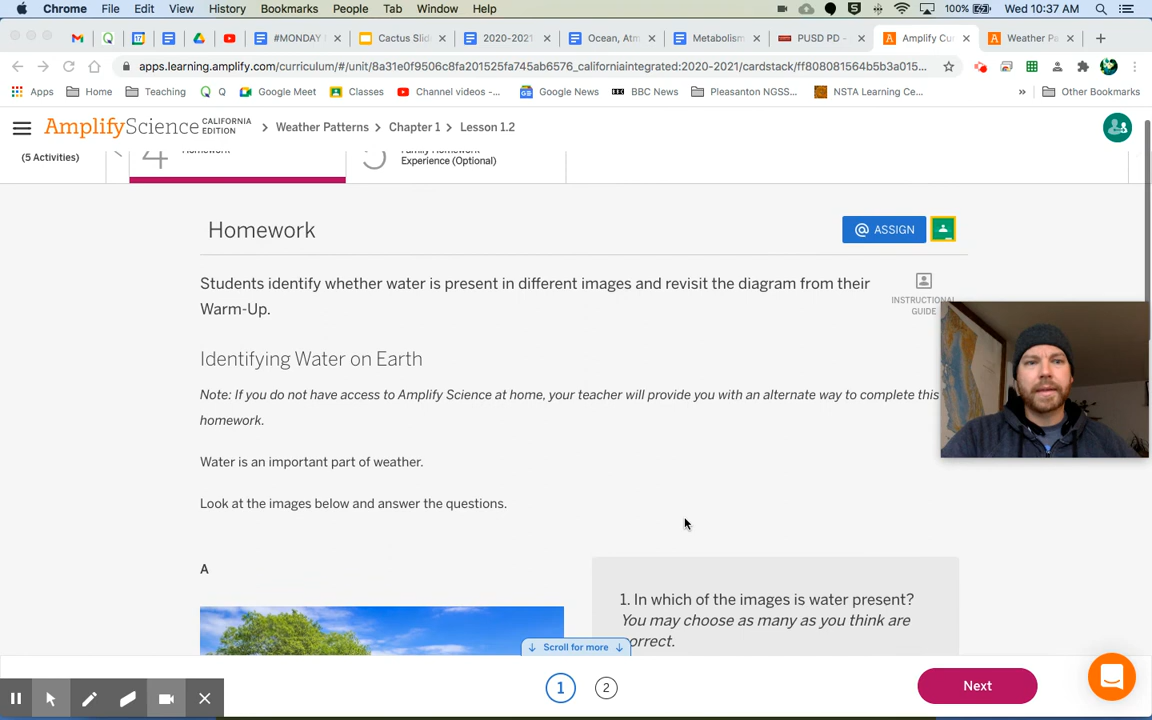 Chrome File Edit View History Bookmarks People Tab Window Help 100% Wed 10:37 AM
#MONDAY Cactus Slid 2020-2021 Ocean, Atm Metabolism PUSD PD - Amplify Cu Weather Pa
apps.learning.amplify.com/curriculum/#/unit/8a31e0f9506c8fa201525fa745ab6576_californiaintegrated:2020-2021/cardstack/ff808081564b5b3a015...
Apps Home Teaching Q Google Meet Classes Channel videos -... Google News BBC News Pleasanton NGSS... NSTA Learning Ce... » Other Bookmarks
AmplifyScience CALIFORNIA EDITION > Weather Patterns > Chapter 1 > Lesson 1.2
(5 Activities) 4 Homework 5 Family Homework
Experience (Optional)
Homework
@ ASSIGN
Students identify whether water is present in different images and revisit the diagram from their
Warm-Up.
INSTRUCTIONAL
GUIDE
Identifying Water on Earth
Note: If you do not have access to Amplify Science at home, your teacher will provide you with an alternate way to complete this
homework.
Water is an important part of weather.
Look at the images below and answer the questions.
A
1. In which of the images is water present?
You may choose as many as you think are
correct.
Scroll for more
1 2
Next